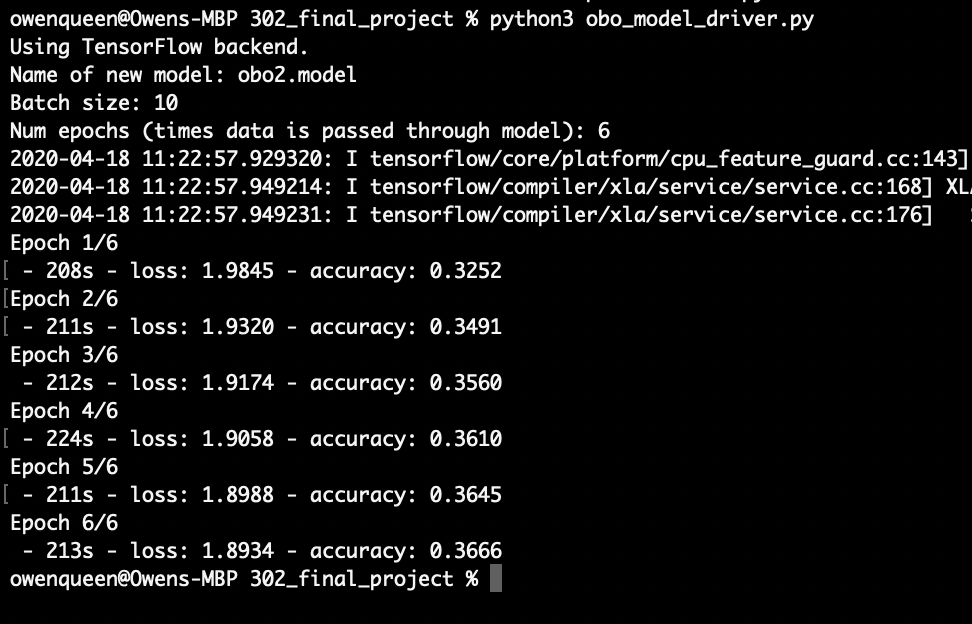 owenqueen@Owens-MBP 302_final_project % python3 obo_model_driver.py
Using TensorFlow backend.
Name of new model: obo2.model
Batch size: 10
Num epochs (times data is passed through model): 6
2020-04-18 11:22:57.929320: I tensorflow/core/platform/cpu_feature_guard.cc:143]
2020-04-18 11:22:57.949214: I tensorflow/compiler/xla/service/service.cc:168] XLA
2020-04-18 11:22:57.949231: I tensorflow/compiler/xla/service/service.cc:176]
Epoch 1/6
[ - 208s - loss: 1.9845 - accuracy: 0.3252
[Epoch 2/6
[ - 211s - loss: 1.9320 - accuracy: 0.3491
Epoch 3/6
 - 212s - loss: 1.9174 - accuracy: 0.3560
Epoch 4/6
[ - 224s - loss: 1.9058 - accuracy: 0.3610
Epoch 5/6
[ - 211s - loss: 1.8988 - accuracy: 0.3645
Epoch 6/6
 - 213s - loss: 1.8934 - accuracy: 0.3666
owenqueen@Owens-MBP 302_final_project %